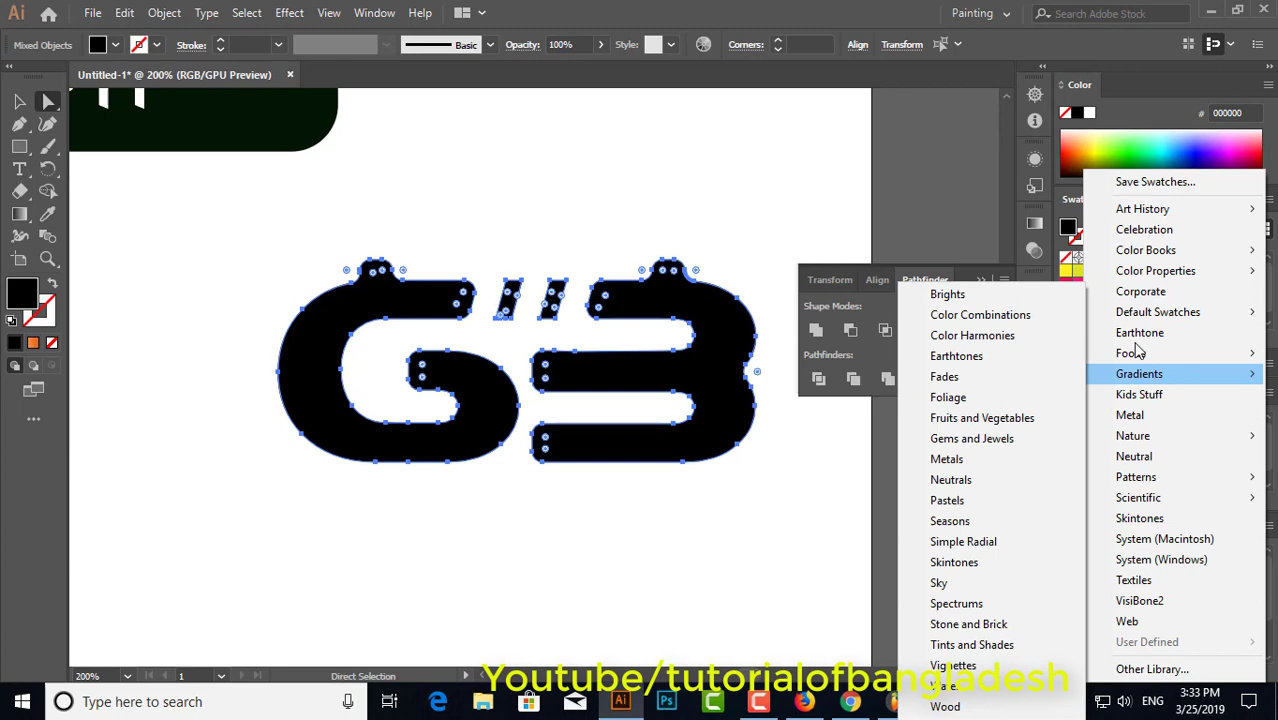 Ai File Edit Object Type Select Effect View Window Help Painting Search Adobe Stock
Mixed Objects Stroke: Basic Opacity: 100% Style: Corners: Align Transform
Untitled-1* @ 200% (RGB/GPU Preview)
Color
# 000000
Save Swatches...
Art History
Celebration
Color Books
Color Properties
Corporate
Default Swatches
Earthtone
Gradients
Kids Stuff
Metal
Nature
Neutral
Patterns
Scientific
Skintones
System (Macintosh)
System (Windows)
Textiles
VisiBone2
Web
User Defined
Other Library...
Transform Align Pathfinder
Shape Modes:
Pathfinders:
Brights
Color Combinations
Color Harmonies
Earthtones
Fades
Foliage
Fruits and Vegetables
Gems and Jewels
Metals
Neutrals
Pastels
Seasons
Simple Radial
Skintones
Sky
Spectrums
Stone and Brick
Tints and Shades
Vignettes
Wood
GB
200% 1 Direct Selection
Youtube/tutorialofbangladesh
Type here to search
Ai Ps
ENG
3:33 PM
3/25/2019